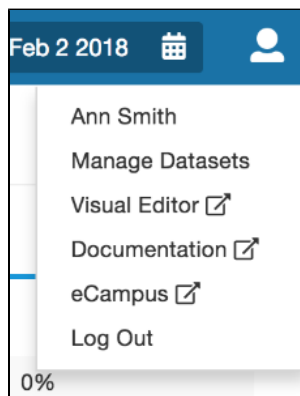 Feb 2 2018
Ann Smith
Manage Datasets
Visual Editor
Documentation
eCampus
Log Out
0%